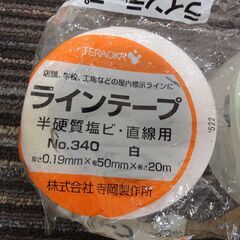 TERAOKA
店舗、学校、工場などの屋内標示ラインに
ラインテープ
半硬質塩ビ・直線用
No.340 白
厚さ0.19mm×幅50mm×長さ20m
株式会社寺岡製作所